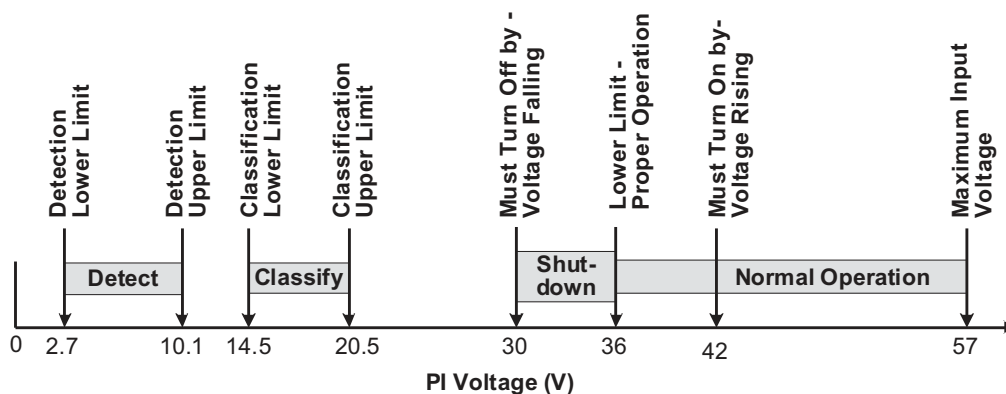 Detection
Lower Limit
Detection
Upper Limit
Classification
Lower Limit
Classification
Upper Limit
Must Turn Off by -
Voltage Falling
Lower Limit -
Proper Operation
Must Turn On by-
Voltage Rising
Maximum Input
Voltage
Detect
Classify
Shut-
down
Normal Operation
0
2.7
10.1
14.5
20.5
30
36
42
57
PI Voltage (V)